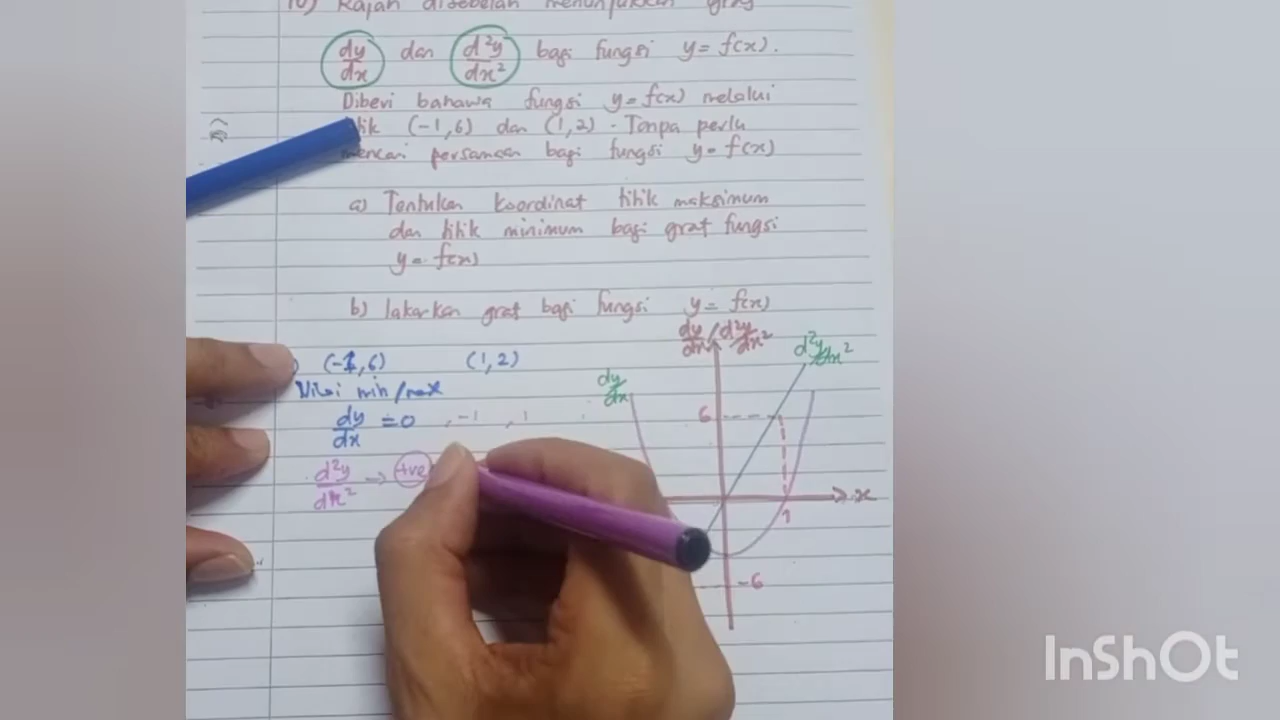 10) Rajah disebelah menunjukkan graf
dy/dx dan d²y/dx² bagi fungsi y = f(x).
Diberi bahawa fungsi y = f(x) melalui
titik (-1,6) dan (1,2). Tanpa perlu
mencari persamaan bagi fungsi y = f(x)
a) Tentukan koordinat titik maksimum
dan titik minimum bagi graf fungsi
y = f(x)
b) lakarkan graf bagi fungsi y = f(x)
(-1,6) (1,2)
Nilai min/max
dy/dx = 0 , -1 , 1
d²y/dx² → +ve
dy/dx / d²y/dx²
d²y/dx²
dy/dx
6
x
1
-6
InShOt